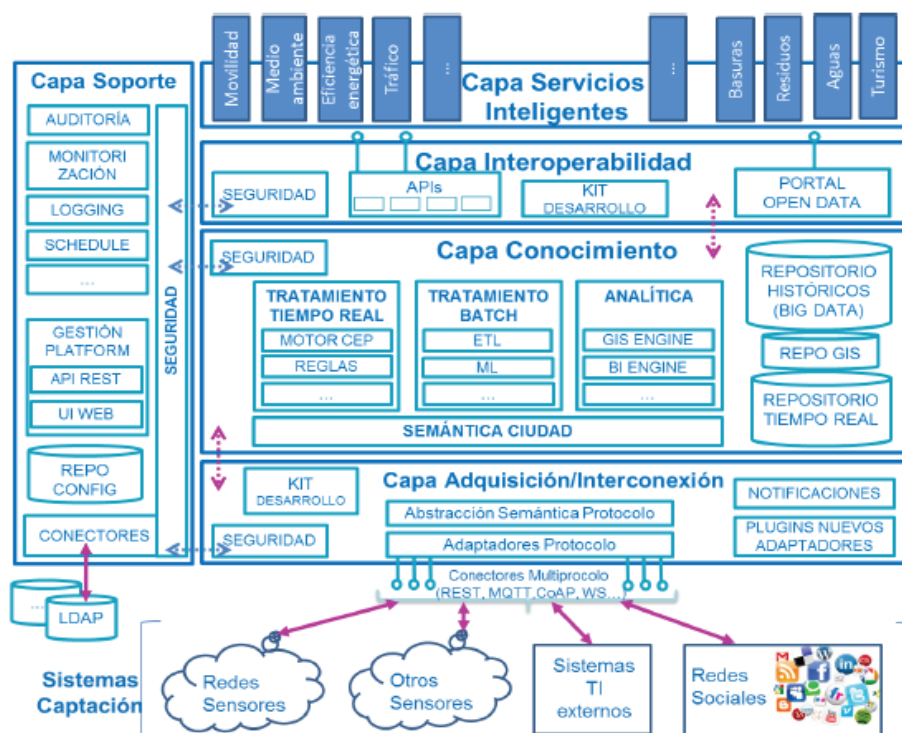 Movilidad
Medio
ambiente
Eficiencia
energética
Tráfico
...
...
Basuras
Residuos
Aguas
Turismo
Capa Servicios
Inteligentes
Capa Soporte
AUDITORÍA
MONITORI
ZACIÓN
LOGGING
SCHEDULE
...
GESTIÓN
PLATFORM
API REST
UI WEB
REPO
CONFIG
CONECTORES
SEGURIDAD
...
LDAP
Capa Interoperabilidad
SEGURIDAD
APIs
KIT
DESARROLLO
PORTAL
OPEN DATA
Capa Conocimiento
SEGURIDAD
TRATAMIENTO
TIEMPO REAL
MOTOR CEP
REGLAS
...
TRATAMIENTO
BATCH
ETL
ML
...
ANALÍTICA
GIS ENGINE
BI ENGINE
...
SEMÁNTICA CIUDAD
REPOSITORIO
HISTÓRICOS
(BIG DATA)
REPO GIS
REPOSITORIO
TIEMPO REAL
Capa Adquisición/Interconexión
KIT
DESARROLLO
SEGURIDAD
Abstracción Semántica Protocolo
Adaptadores Protocolo
NOTIFICACIONES
PLUGINS NUEVOS
ADAPTADORES
Conectores Multiprocolo
(REST, MQTT,CoAP, WS...)
Sistemas
Captación
Redes
Sensores
Otros
Sensores
Sistemas
TI
externos
Redes
Sociales